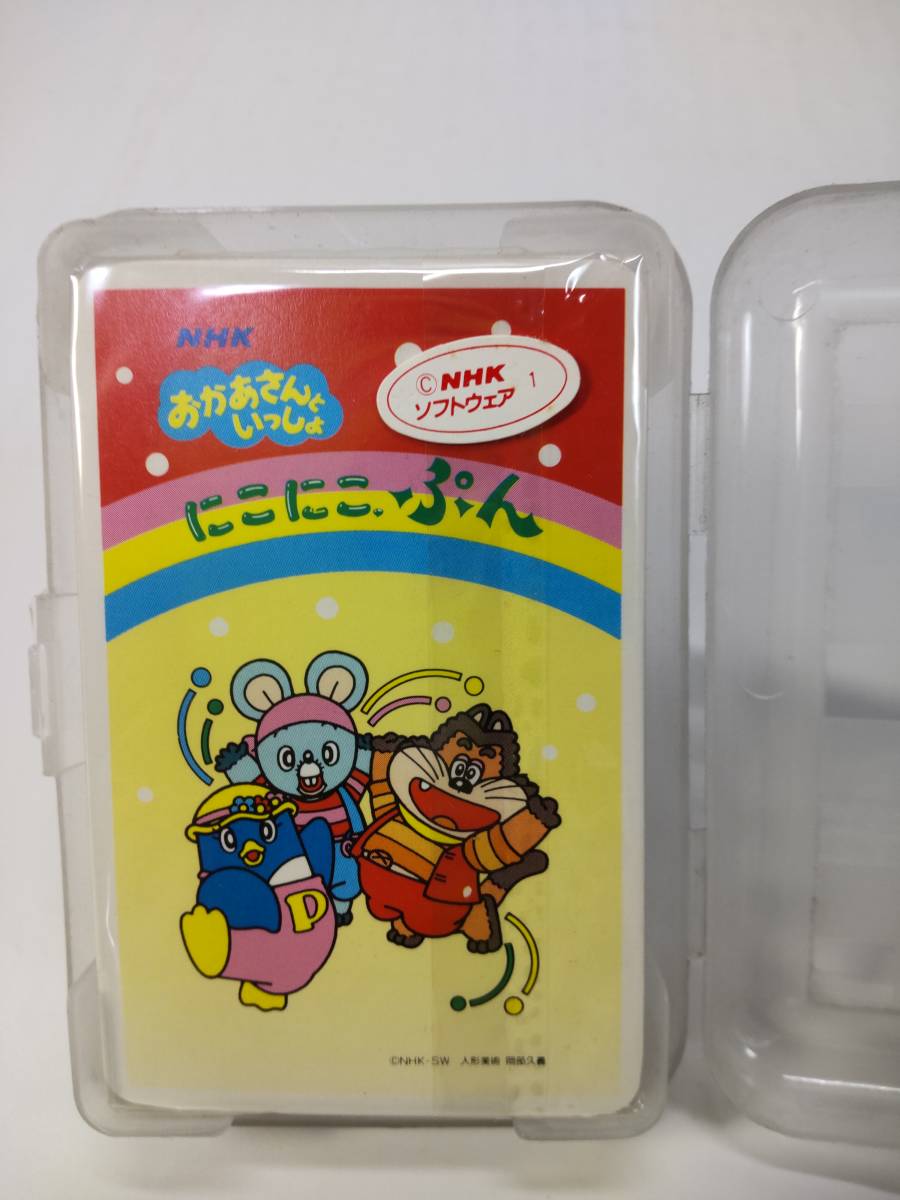 NHK
おかあさんと
いっしょ
©NHK 1
ソフトウェア
にこにこ、ぷん
P
©NHK・SW 人形美術 岡部久義